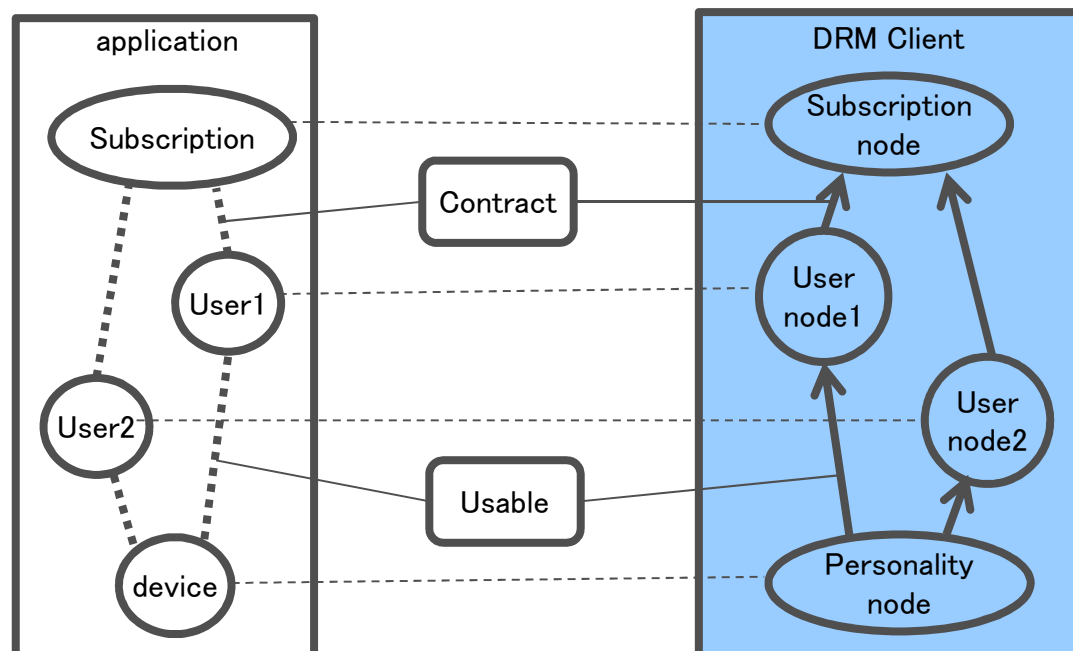 application
DRM Client
Subscription
Subscription
node
Contract
User1
User
node1
User2
User
node2
Usable
device
Personality
node